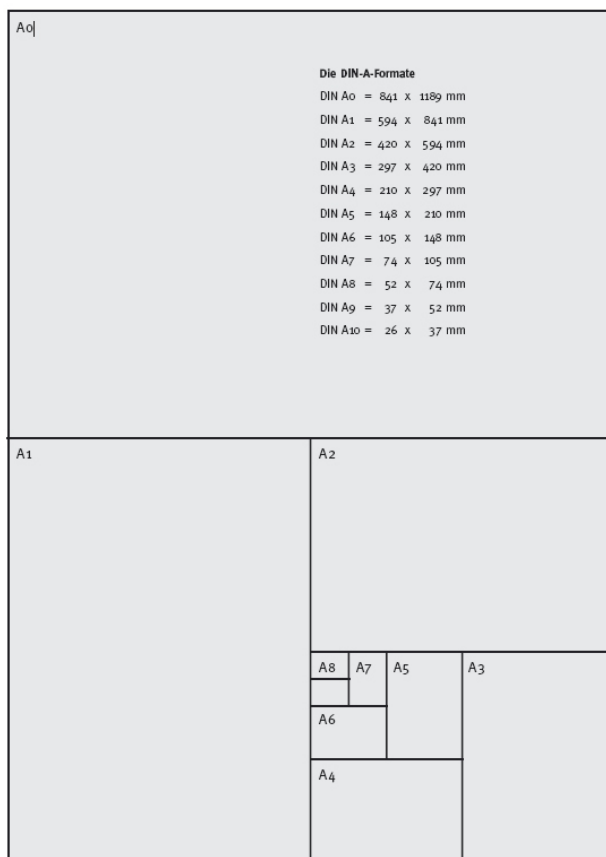 A0
Die DIN-A-Formate
DIN A0 = 841 x 1189 mm
DIN A1 = 594 x 841 mm
DIN A2 = 420 x 594 mm
DIN A3 = 297 x 420 mm
DIN A4 = 210 x 297 mm
DIN A5 = 148 x 210 mm
DIN A6 = 105 x 148 mm
DIN A7 = 74 x 105 mm
DIN A8 = 52 x 74 mm
DIN A9 = 37 x 52 mm
DIN A10 = 26 x 37 mm
A1
A2
A8
A7
A5
A3
A6
A4